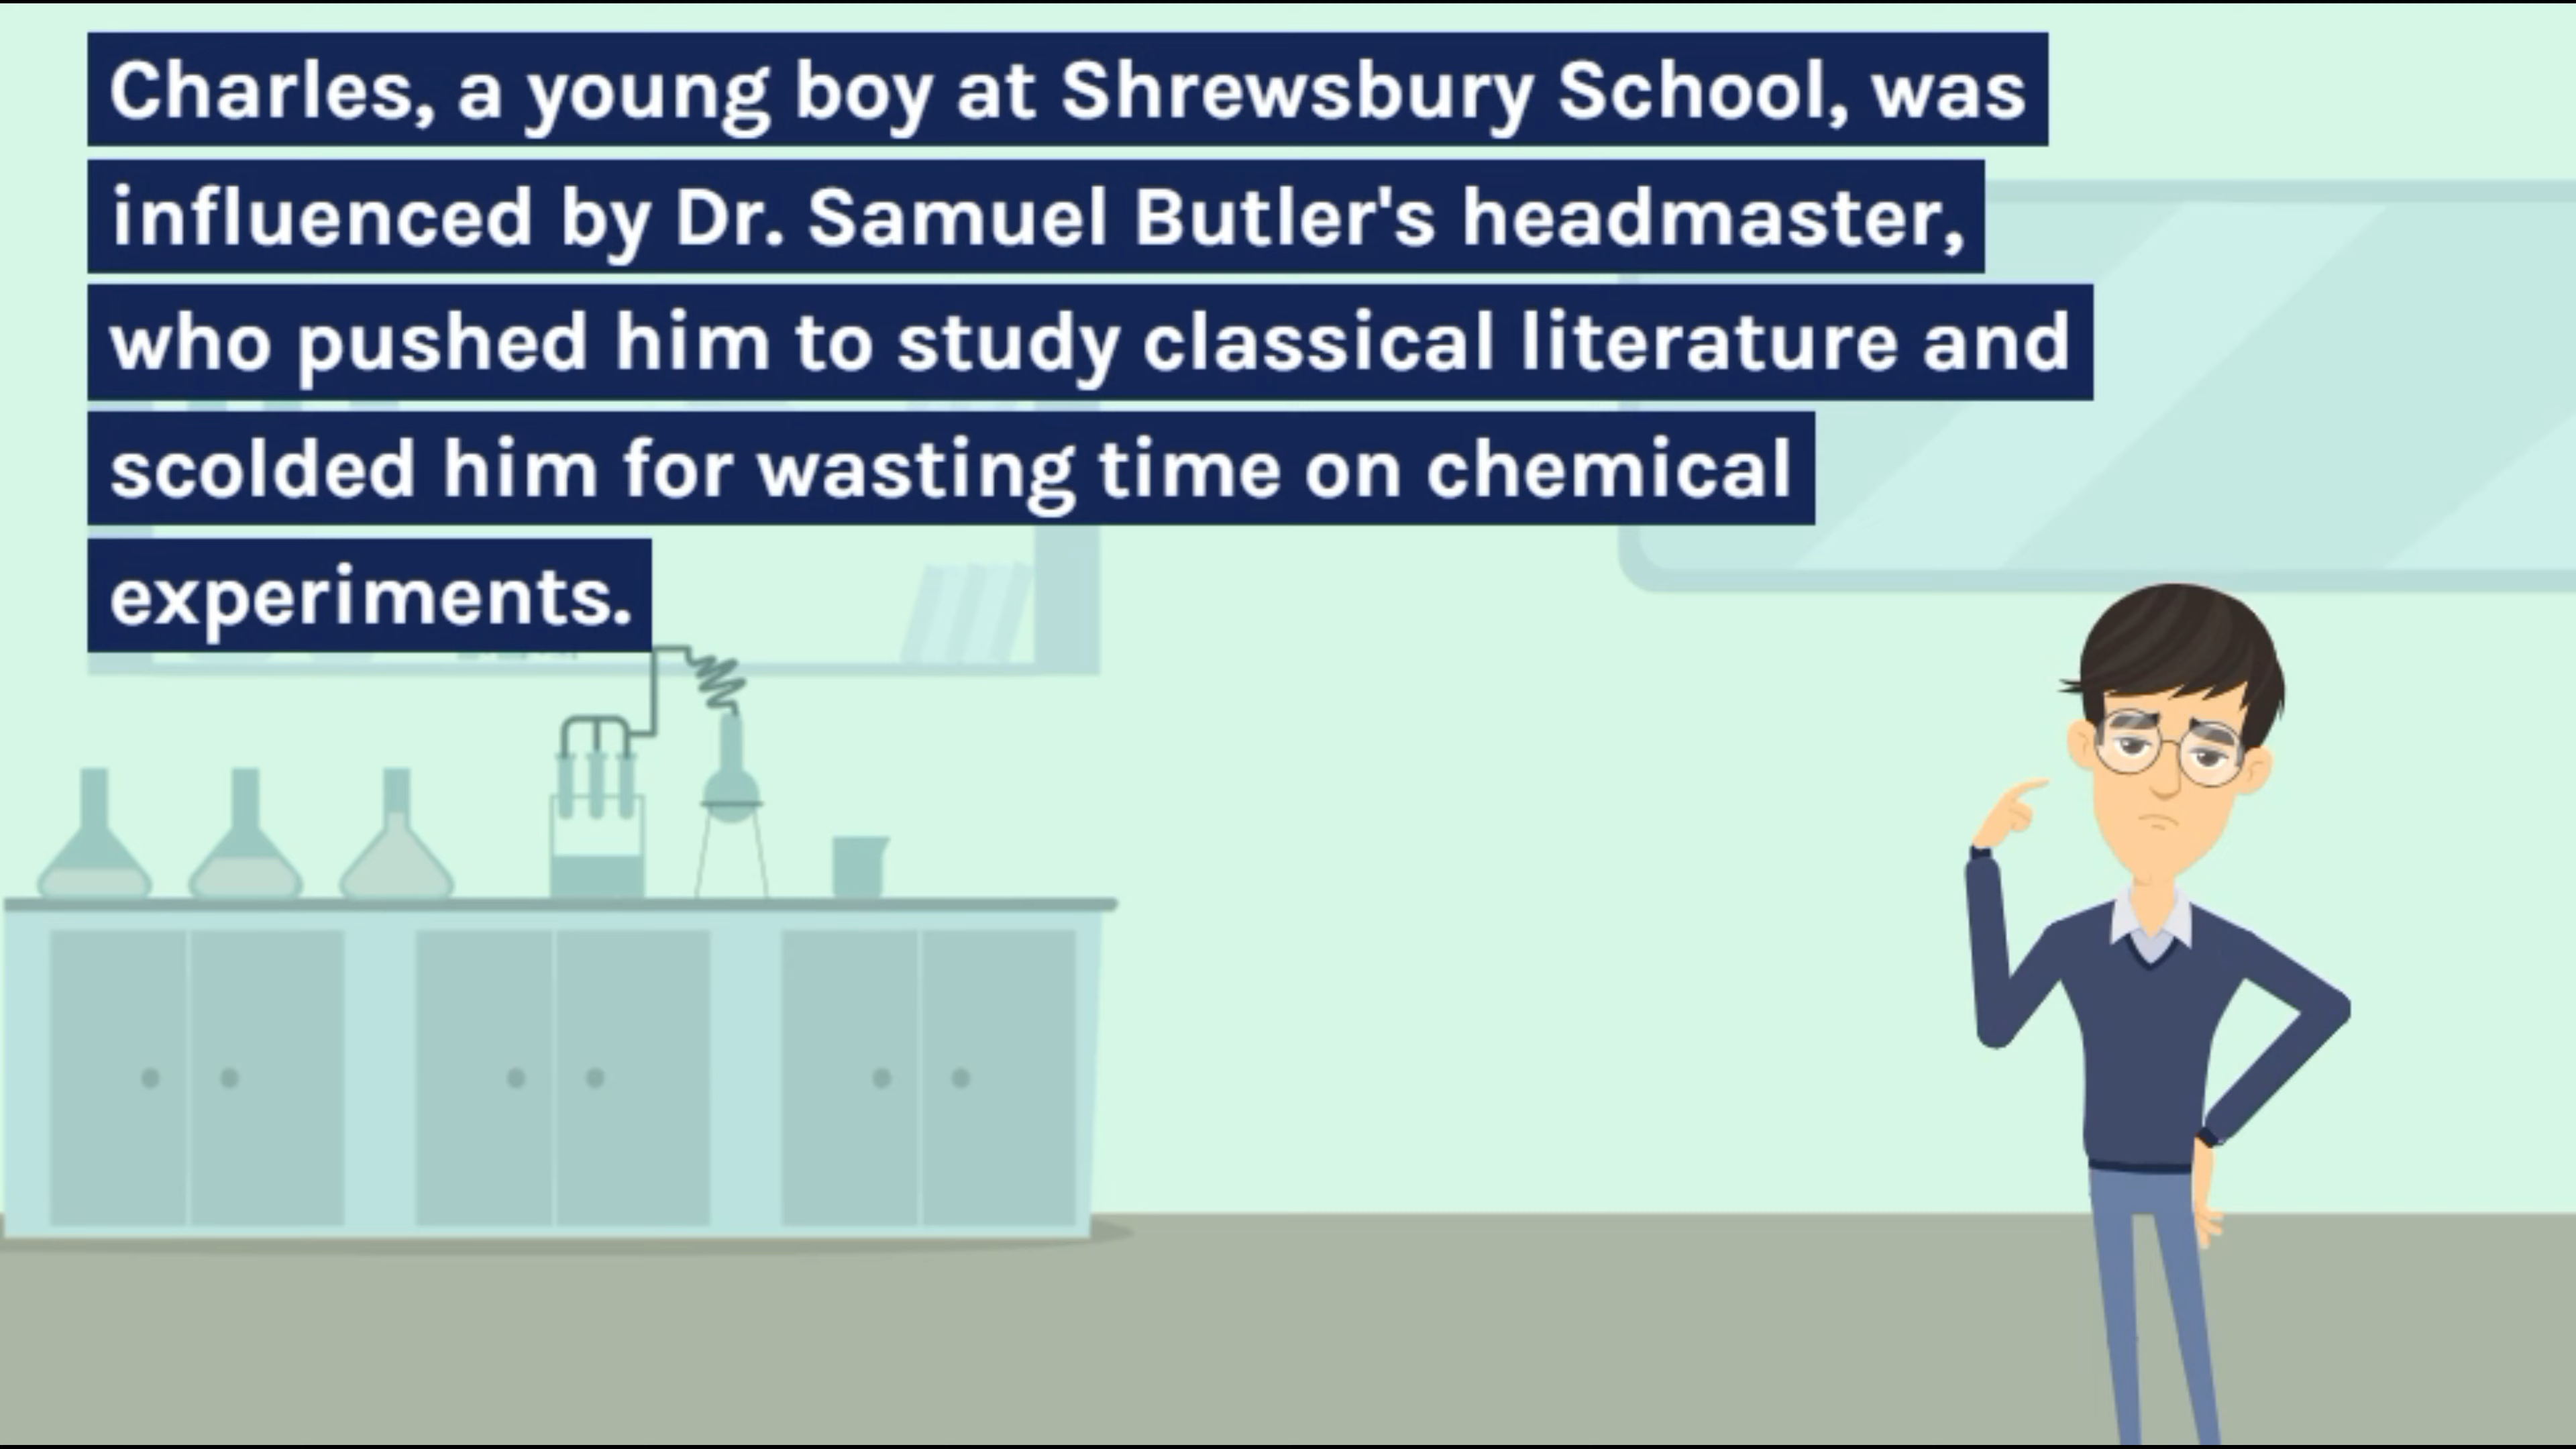 Charles, a young boy at Shrewsbury School, was
influenced by Dr. Samuel Butler's headmaster,
who pushed him to study classical literature and
scolded him for wasting time on chemical
experiments.